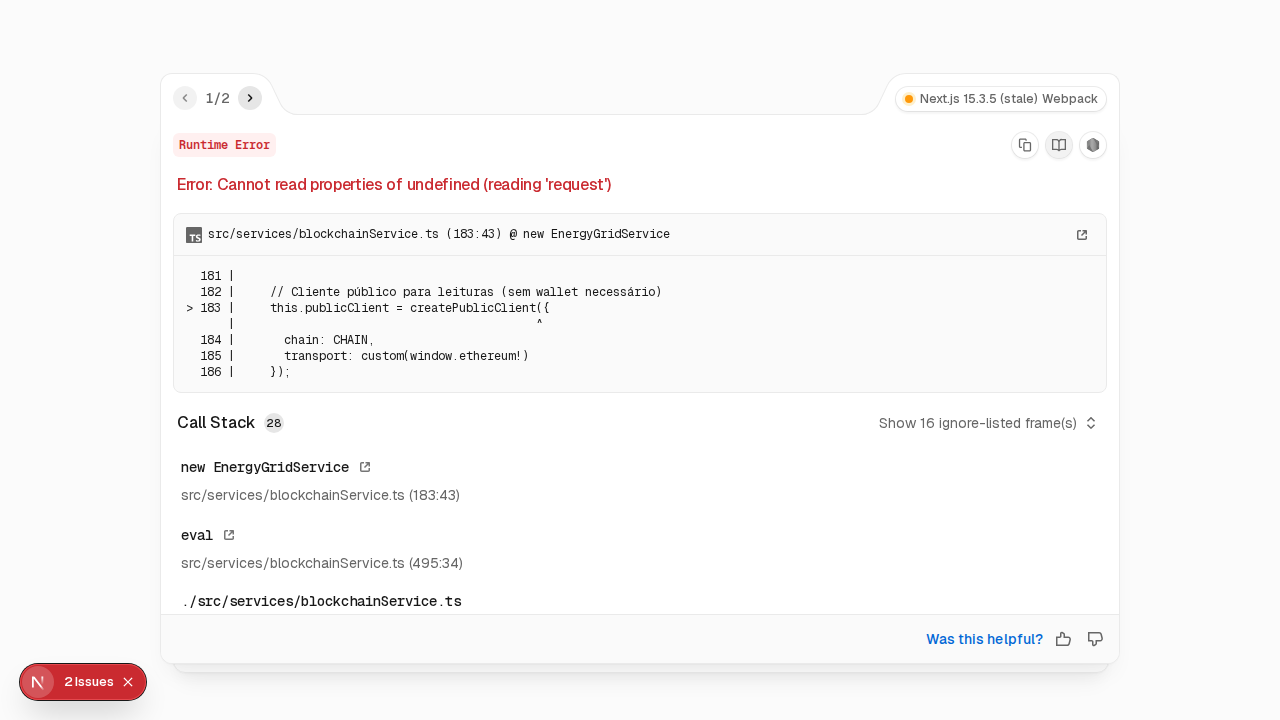 1/2
Next.js 15.3.5 (stale) Webpack
Runtime Error
Error: Cannot read properties of undefined (reading 'request')
TS src/services/blockchainService.ts (183:43) @ new EnergyGridService
181 |
182 |     // Cliente público para leituras (sem wallet necessário)
> 183 |     this.publicClient = createPublicClient({
|                                           ^
184 |       chain: CHAIN,
185 |       transport: custom(window.ethereum!)
186 |     });
Call Stack 28
Show 16 ignore-listed frame(s)
new EnergyGridService
src/services/blockchainService.ts (183:43)
eval
src/services/blockchainService.ts (495:34)
./src/services/blockchainService.ts
Was this helpful?
N 2 Issues